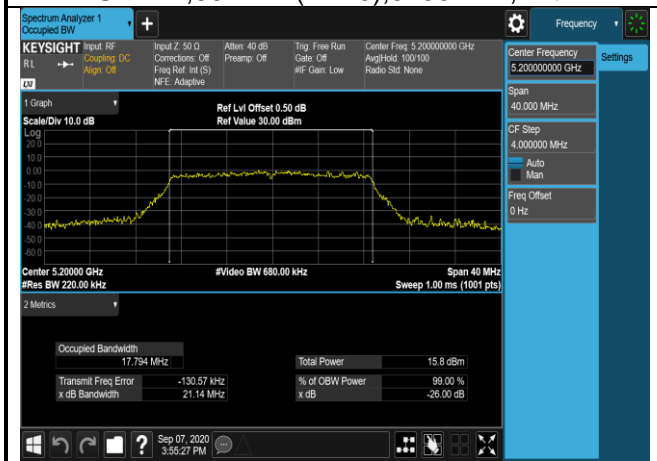 Spectrum Analyzer 1
Occupied BW
Frequency
KEYSIGHT
RL
LXI
Input: RF
Coupling: DC
Align: Off
Input Z: 50 Ω
Corrections: Off
Freq Ref: Int (S)
NFE: Adaptive
Atten: 40 dB
Preamp: Off
Trig: Free Run
Gate: Off
#IF Gain: Low
Center Freq: 5.200000000 GHz
Avg|Hold: 100/100
Radio Std: None
Center Frequency
5.200000000 GHz
Settings
Span
40.000 MHz
CF Step
4.000000 MHz
Auto
Man
Freq Offset
0 Hz
1 Graph
Scale/Div 10.0 dB
Ref Lvl Offset 0.50 dB
Ref Value 30.00 dBm
Log
20.0
10.0
0.00
-10.0
-20.0
-30.0
-40.0
-50.0
-60.0
Center 5.20000 GHz
#Video BW 680.00 kHz
Span 40 MHz
#Res BW 220.00 kHz
Sweep 1.00 ms (1001 pts)
2 Metrics
Occupied Bandwidth
17.794 MHz
Total Power 15.8 dBm
Transmit Freq Error -130.57 kHz
% of OBW Power 99.00 %
x dB Bandwidth 21.14 MHz
x dB -26.00 dB
?
Sep 07, 2020
3:55:27 PM